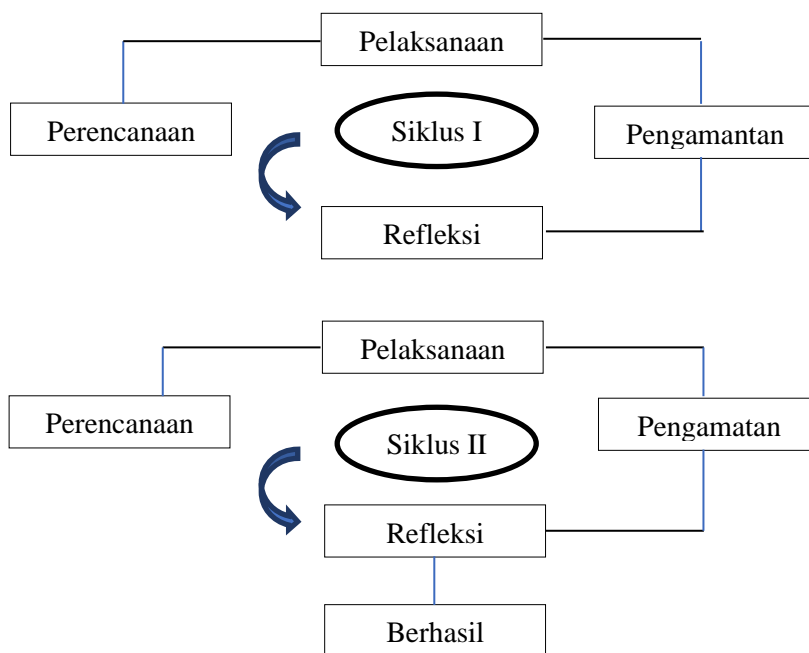 Pelaksanaan
Perencanaan
Siklus I
Pengamantan
Refleksi
Pelaksanaan
Perencanaan
Siklus II
Pengamatan
Refleksi
Berhasil